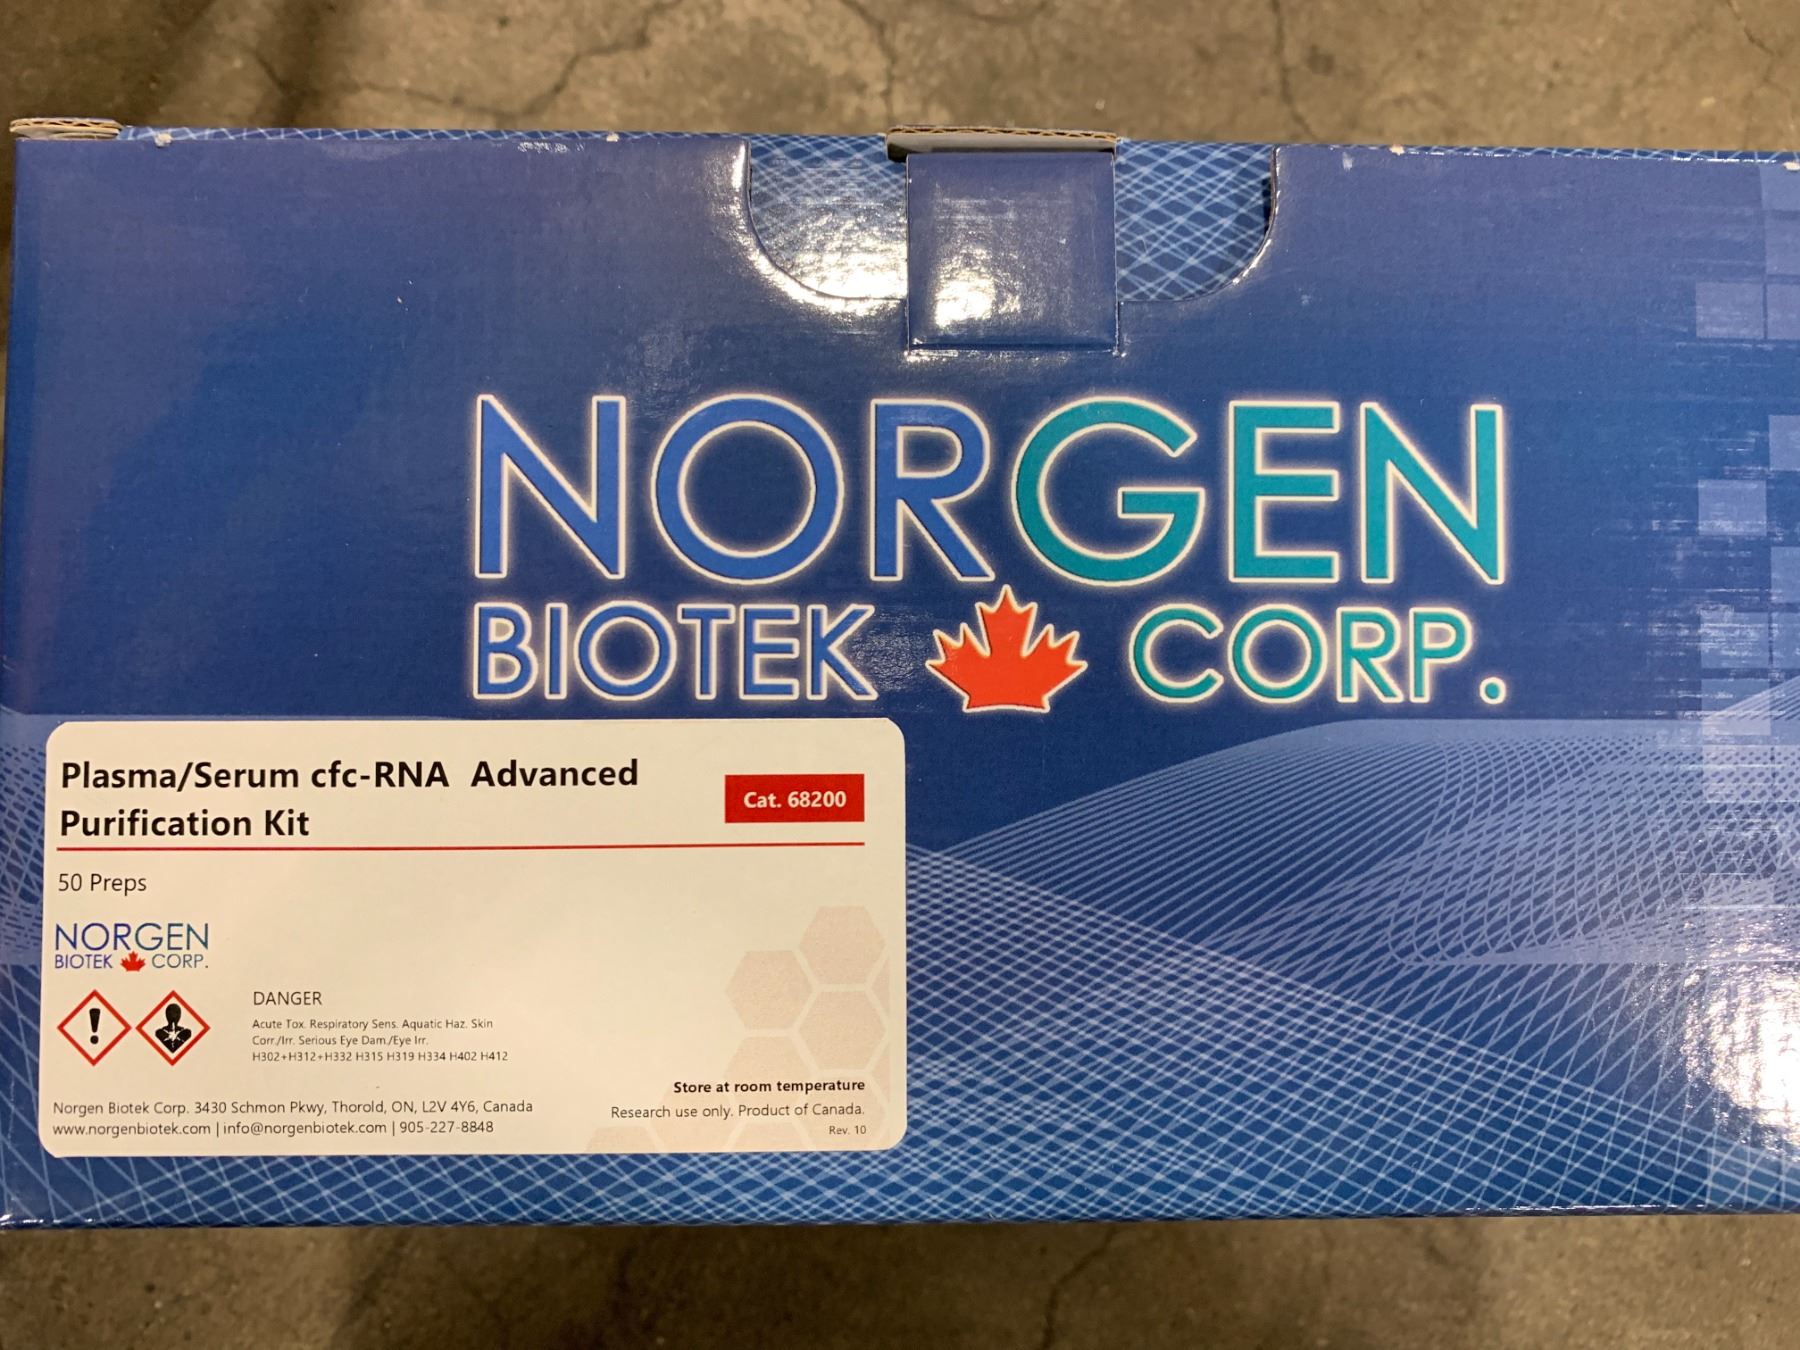 NORGEN
BIOTEK CORP.
Plasma/Serum cfc-RNA Advanced
Purification Kit
Cat. 68200
50 Preps
NORGEN
BIOTEK CORP.
DANGER
Acute Tox. Respiratory Sens. Aquatic Haz. Skin
Corr./Irr. Serious Eye Dam./Eye Irr.
H302+H312+H332 H315 H319 H334 H402 H412
Store at room temperature
Norgen Biotek Corp. 3430 Schmon Pkwy, Thorold, ON, L2V 4Y6, Canada
Research use only. Product of Canada.
www.norgenbiotek.com | info@norgenbiotek.com | 905-227-8848
Rev. 10